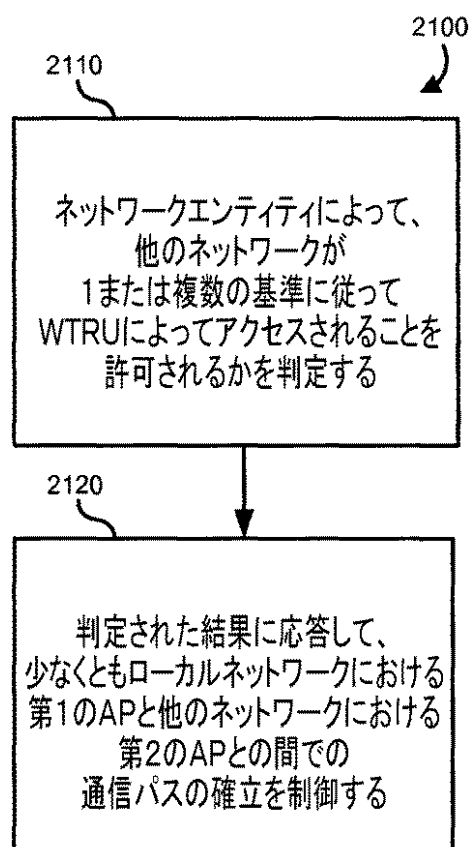 2100
2110
ネットワークエンティティによって、
他のネットワークが
1または複数の基準に従って
WTRUによってアクセスされることを
許可されるかを判定する
2120
判定された結果に応答して、
少なくともローカルネットワークにおける
第1のAPと他のネットワークにおける
第2のAPとの間での
通信パスの確立を制御する